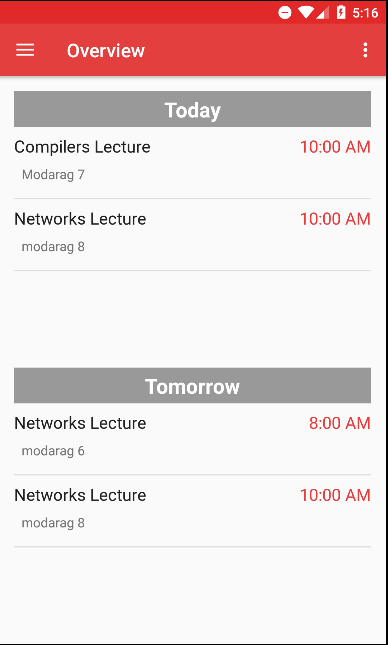 5:16
Overview
Today
Compilers Lecture 10:00 AM
Modarag 7
Networks Lecture 10:00 AM
modarag 8
Tomorrow
Networks Lecture 8:00 AM
modarag 6
Networks Lecture 10:00 AM
modarag 8